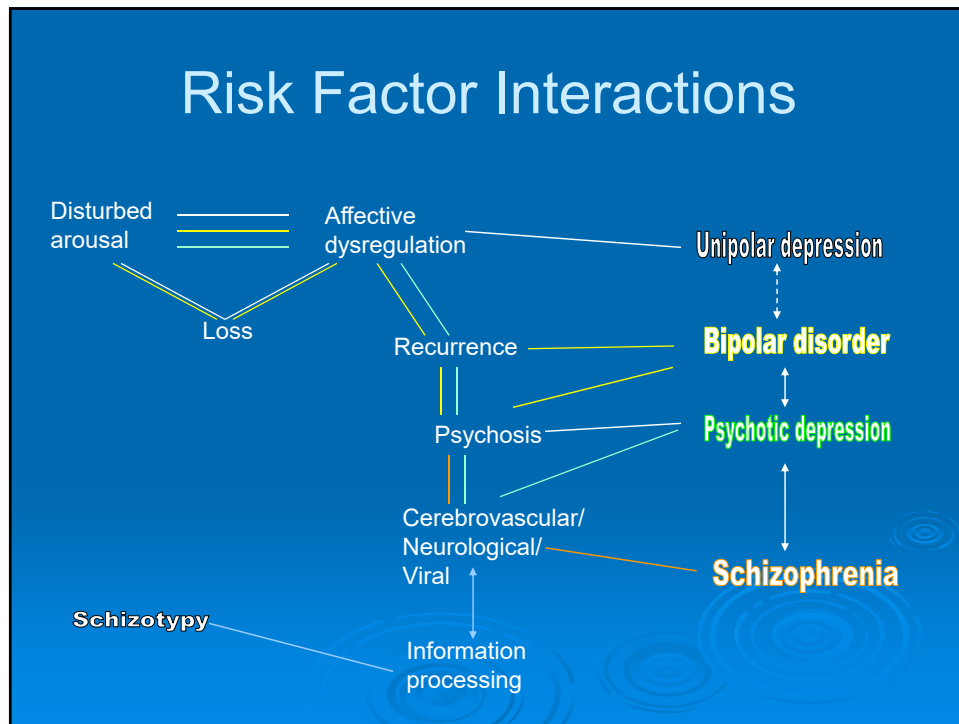 Risk Factor Interactions
Disturbed
arousal
Affective
dysregulation
Unipolar depression
Loss
Recurrence
Bipolar disorder
Psychosis
Psychotic depression
Cerebrovascular/
Neurological/
Viral
Schizophrenia
Schizotypy
Information
processing